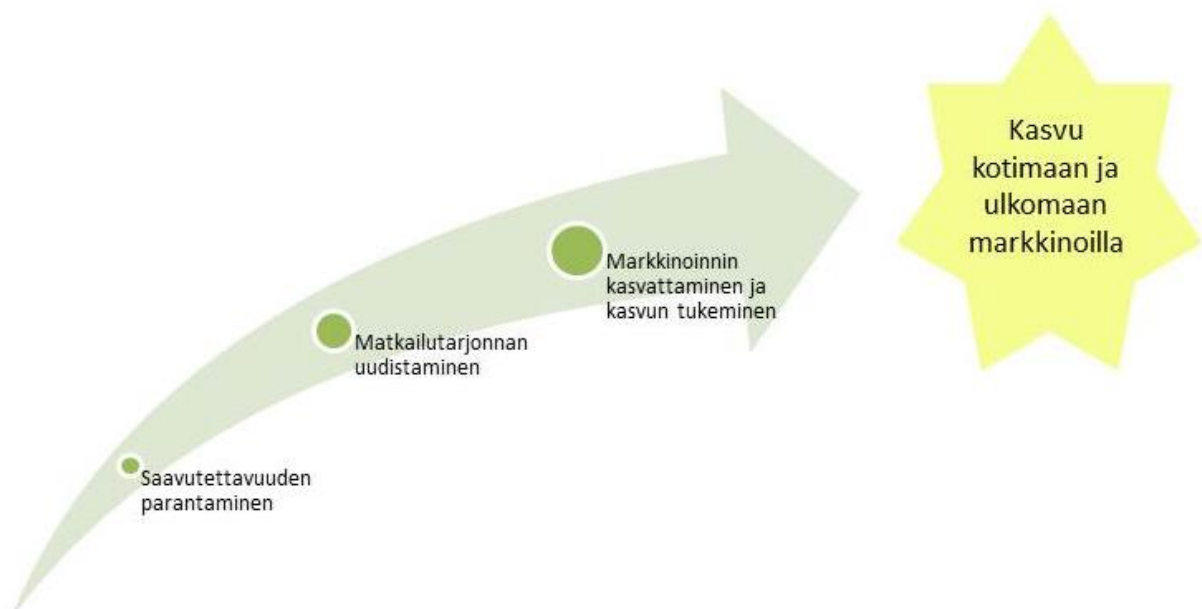 Kasvu
kotimaan ja
ulkomaan
markkinoilla
Markkinoinnin
kasvattaminen ja
kasvun tukeminen
Matkailutarjonnan
uudistaminen
Saavutettavuuden
parantaminen